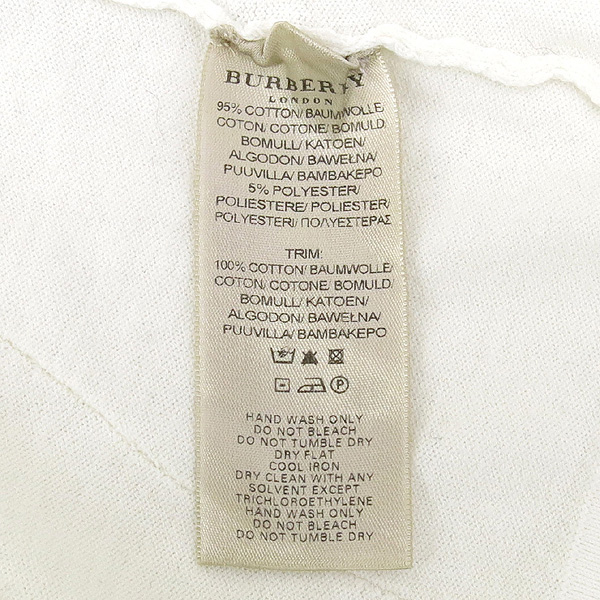 BURBERRY
LONDON
95% COTTON/ BAUMWOLLE/
COTON/ COTONE/ BOMULD/
BOMULL/ KATOEN/
ALGODON/ BAWEŁNA/
PUUVILLA/ BAMBAKEPO
5% POLYESTER/
POLIESTERE/ POLIESTER/
POLYESTERI/ ΠΟΛΥΕΣΤΕΡΑΣ
TRIM:
100% COTTON/ BAUMWOLLE/
COTON/ COTONE/ BOMULD/
BOMULL/ KATOEN/
ALGODON/ BAWEŁNA/
PUUVILLA/ BAMBAKEPO
P
HAND WASH ONLY
DO NOT BLEACH
DO NOT TUMBLE DRY
DRY FLAT
COOL IRON
DRY CLEAN WITH ANY
SOLVENT EXCEPT
TRICHLOROETHYLENE
HAND WASH ONLY
DO NOT BLEACH
DO NOT TUMBLE DRY